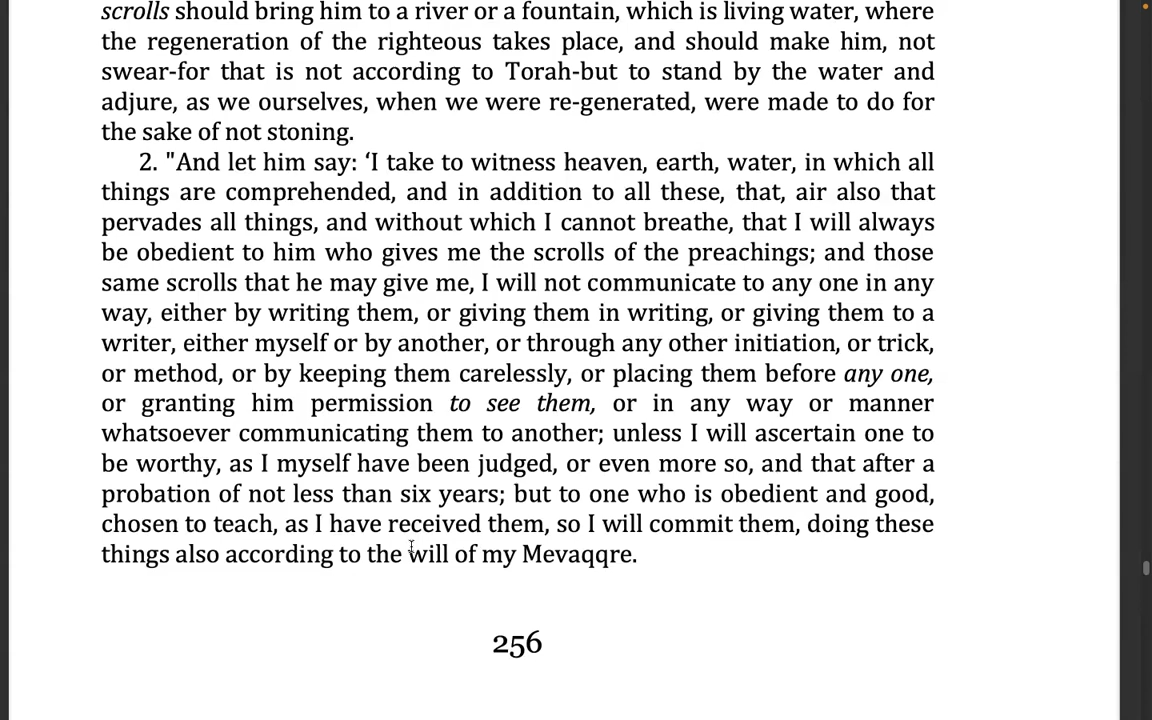 scrolls should bring him to a river or a fountain, which is living water, where
the regeneration of the righteous takes place, and should make him, not
swear-for that is not according to Torah-but to stand by the water and
adjure, as we ourselves, when we were re-generated, were made to do for
the sake of not stoning.
2. "And let him say: ‘I take to witness heaven, earth, water, in which all
things are comprehended, and in addition to all these, that, air also that
pervades all things, and without which I cannot breathe, that I will always
be obedient to him who gives me the scrolls of the preachings; and those
same scrolls that he may give me, I will not communicate to any one in any
way, either by writing them, or giving them in writing, or giving them to a
writer, either myself or by another, or through any other initiation, or trick,
or method, or by keeping them carelessly, or placing them before any one,
or granting him permission to see them, or in any way or manner
whatsoever communicating them to another; unless I will ascertain one to
be worthy, as I myself have been judged, or even more so, and that after a
probation of not less than six years; but to one who is obedient and good,
chosen to teach, as I have received them, so I will commit them, doing these
things also according to the will of my Mevaqqre.
256